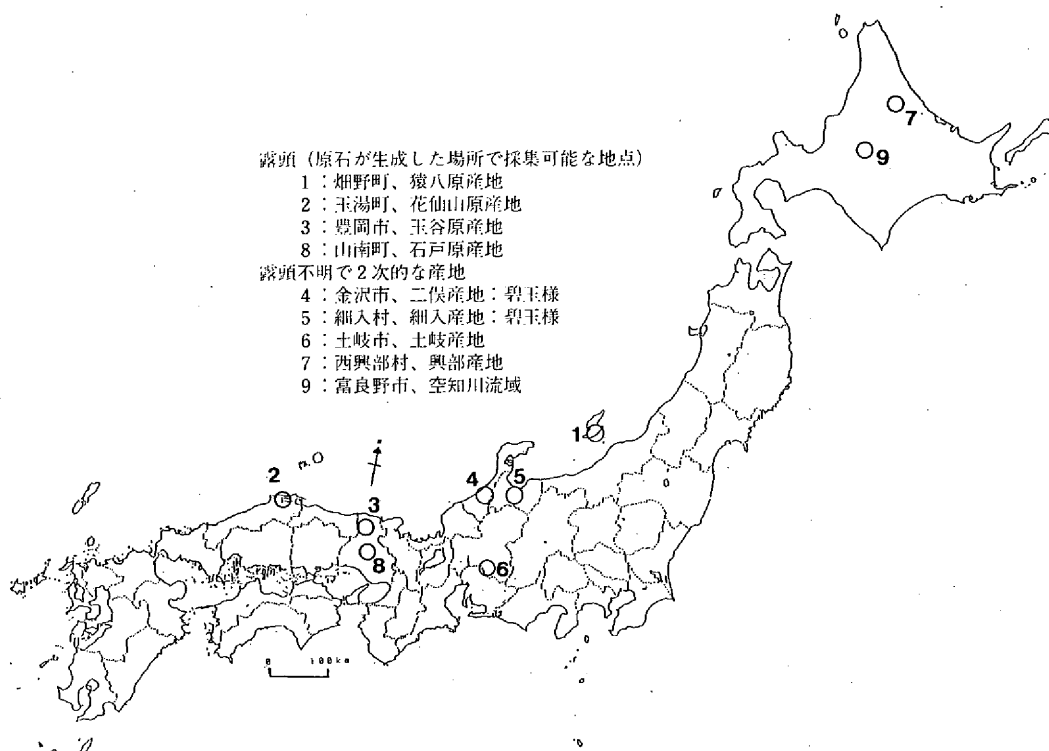 露頭（原石が生成した場所で採集可能な地点）
1：畑野町、猿八原産地
2：玉湯町、花仙山原産地
3：豊岡市、玉谷原産地
8：山南町、石戸原産地
露頭不明で2次的な産地
4：金沢市、二俣産地：碧玉様
5：細入村、細入産地：碧玉様
6：土岐市、土岐産地
7：西興部村、興部産地
9：富良野市、空知川流域
7
9
1
2
4
5
3
8
6
0 100km